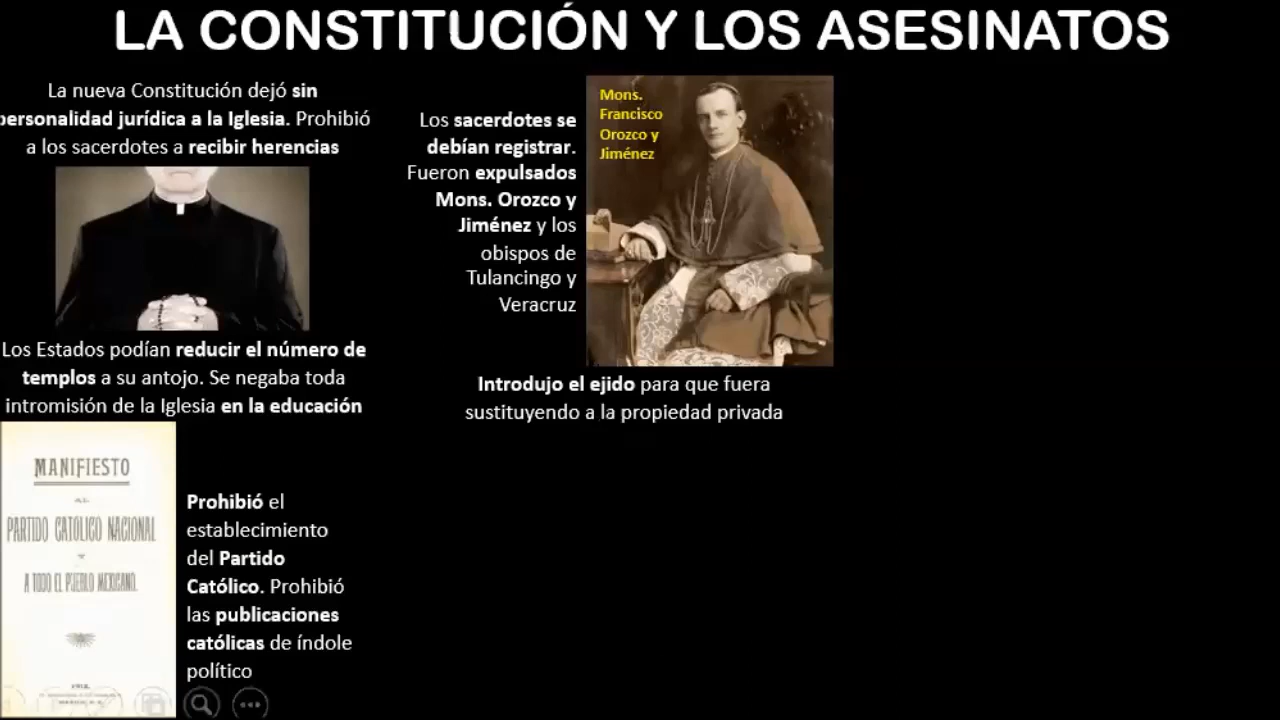 LA CONSTITUCIÓN Y LOS ASESINATOS
La nueva Constitución dejó sin
personalidad jurídica a la Iglesia. Prohibió
a los sacerdotes a recibir herencias
Los Estados podían reducir el número de
templos a su antojo. Se negaba toda
intromisión de la Iglesia en la educación
MANIFIESTO
AL
PARTIDO CATÓLICO NACIONAL
Y
A TODO EL PUEBLO MEXICANO.
Prohibió el
establecimiento
del Partido
Católico. Prohibió
las publicaciones
católicas de índole
político
Los sacerdotes se
debían registrar.
Fueron expulsados
Mons. Orozco y
Jiménez y los
obispos de
Tulancingo y
Veracruz
Mons.
Francisco
Orozco y
Jiménez
Introdujo el ejido para que fuera
sustituyendo a la propiedad privada